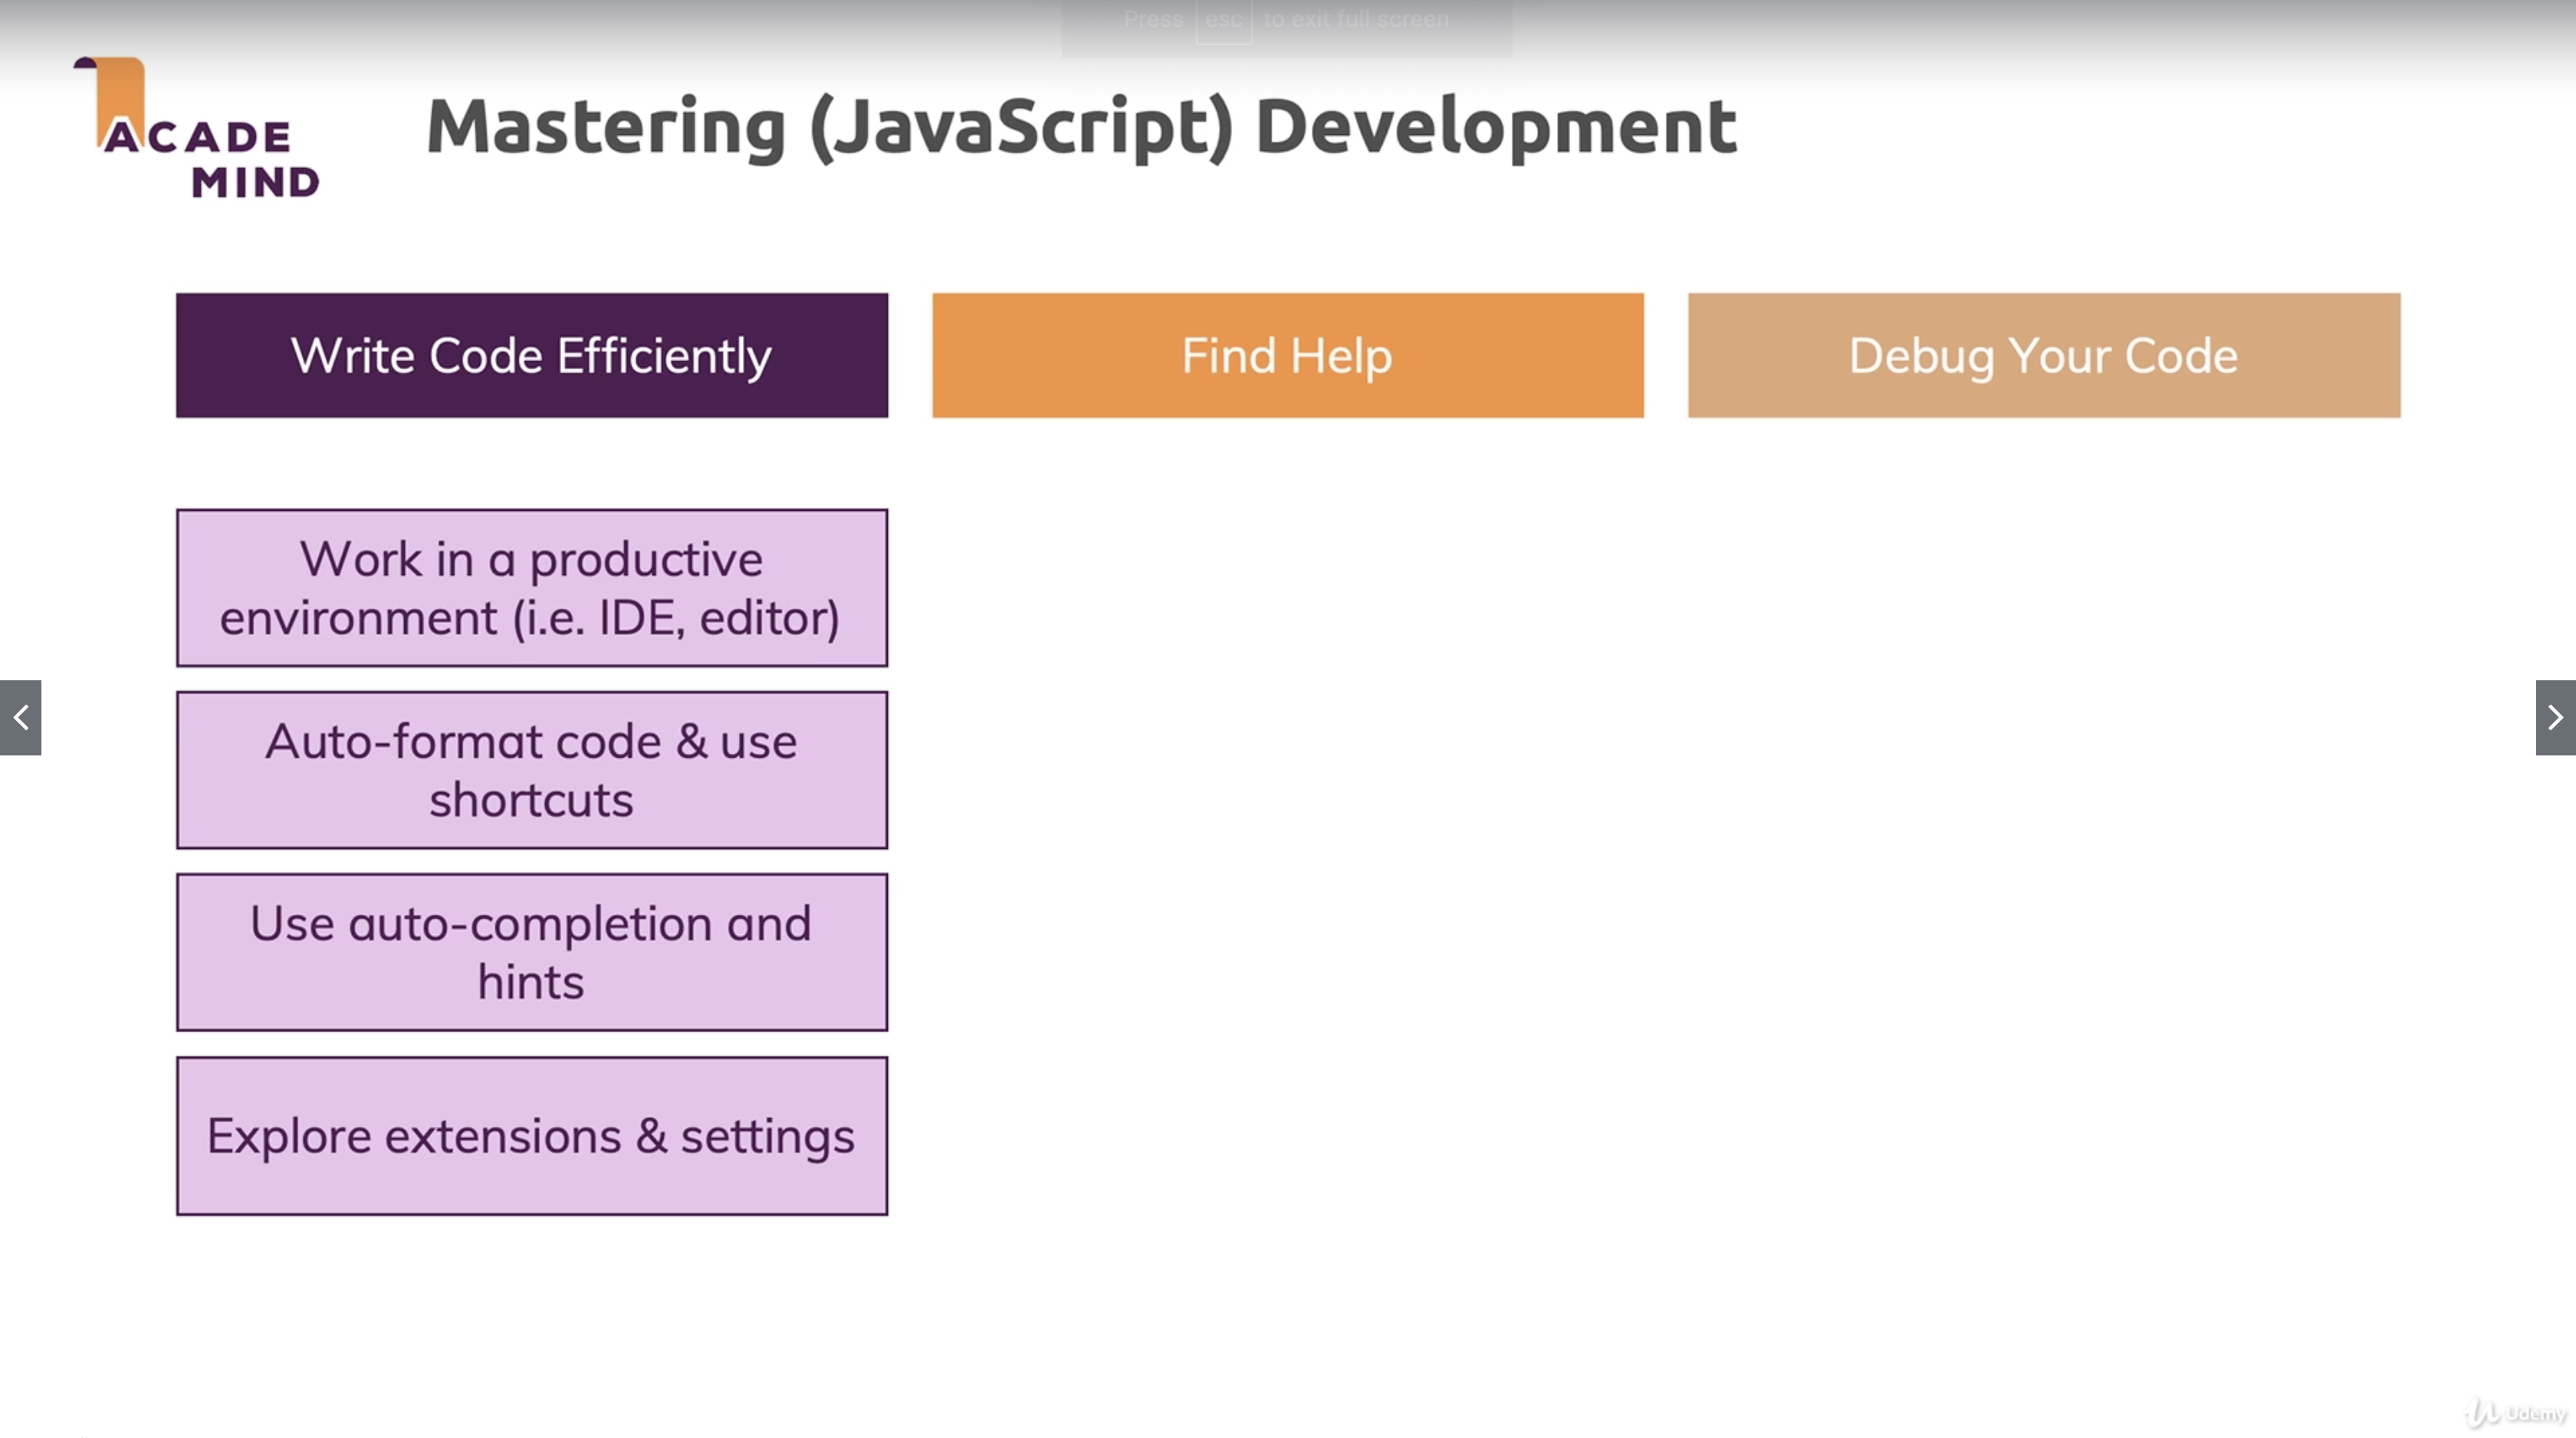 Press esc to exit full screen
ACADE
MIND
Mastering (JavaScript) Development
Write Code Efficiently
Find Help
Debug Your Code
Work in a productive
environment (i.e. IDE, editor)
Auto-format code & use
shortcuts
Use auto-completion and
hints
Explore extensions & settings
Udemy